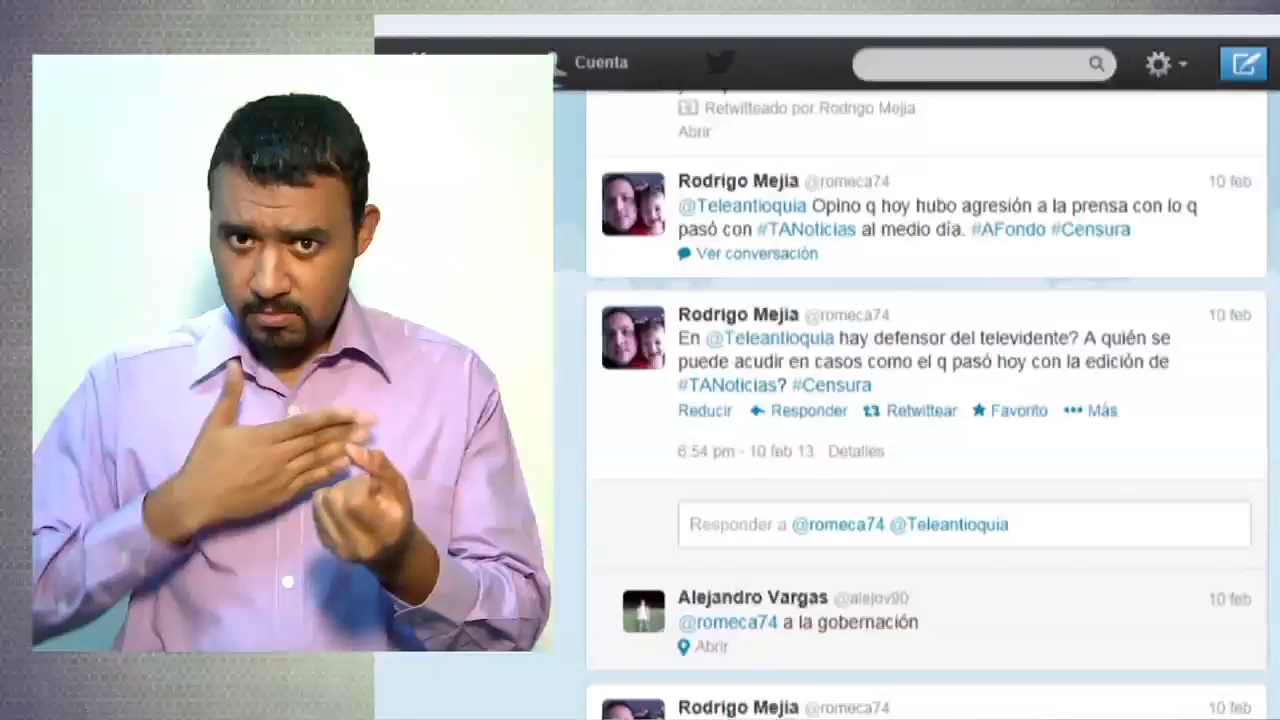 Cuenta
Retwitteado por Rodrigo Mejia
Abrir
Rodrigo Mejia @romeca74 10 feb
@Teleantioquia Opino q hoy hubo agresión a la prensa con lo q
pasó con #TANoticias al medio día. #AFondo #Censura
Ver conversación
Rodrigo Mejia @romeca74 10 feb
En @Teleantioquia hay defensor del televidente? A quién se
puede acudir en casos como el q pasó hoy con la edición de
#TANoticias? #Censura
Reducir Responder Retwittear Favorito Más
6:54 pm - 10 feb 13 · Detalles
Responder a @romeca74 @Teleantioquia
Alejandro Vargas @alejov90 10 feb
@romeca74 a la gobernación
Abrir
Rodrigo Mejia @romeca74 10 feb